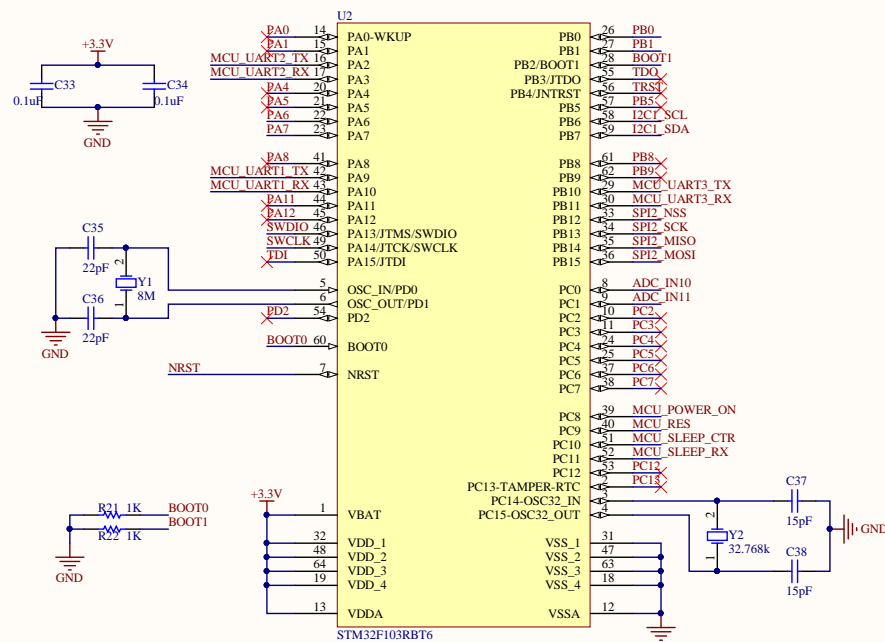 U2
PA0 14 PA0-WKUP PB0 26 PB0
PA1 15 PA1 PB1 27 PB1
MCU_UART2_TX 16 PA2 PB2/BOOT1 28 BOOT1
MCU_UART2_RX 17 PA3 PB3/JTDO 55 TDO
PA4 20 PA4 PB4/JNTRST 56 TRST
PA5 21 PA5 PB5 57 PB5
PA6 22 PA6 PB6 58 I2C1_SCL
PA7 23 PA7 PB7 59 I2C1_SDA
PA8 41 PA8 PB8 61 PB8
MCU_UART1_TX 42 PA9 PB9 62 PB9
MCU_UART1_RX 43 PA10 PB10 29 MCU_UART3_TX
PA11 44 PA11 PB11 30 MCU_UART3_RX
PA12 45 PA12 PB12 33 SPI2_NSS
SWDIO 46 PA13/JTMS/SWDIO PB13 34 SPI2_SCK
SWCLK 49 PA14/JTCK/SWCLK PB14 35 SPI2_MISO
TDI 50 PA15/JTDI PB15 36 SPI2_MOSI
5 OSC_IN/PD0 PC0 8 ADC_IN10
6 OSC_OUT/PD1 PC1 9 ADC_IN11
PD2 54 PD2 PC2 10 PC2
PC3 11 PC3
BOOT0 60 BOOT0 PC4 24 PC4
PC5 25 PC5
NRST 7 NRST PC6 37 PC6
PC7 38 PC7
PC8 39 MCU_POWER_ON
PC9 40 MCU_RES
PC10 51 MCU_SLEEP_CTR
PC11 52 MCU_SLEEP_RX
PC12 53 PC12
PC13-TAMPER-RTC 2 PC13
PC14-OSC32_IN 3
1 VBAT PC15-OSC32_OUT 4
32 VDD_1 VSS_1 31
48 VDD_2 VSS_2 47
64 VDD_3 VSS_3 63
19 VDD_4 VSS_4 18
13 VDDA VSSA 12
STM32F103RBT6
+3.3V
C33 C34
0.1uF 0.1uF
GND
C35
22pF
2
Y1
1
8M
C36
22pF
GND
+3.3V
R21 1K BOOT0
BOOT1
R22 1K
GND
C37
15pF
2
Y2
1
32.768k
C38
15pF
GND
GND